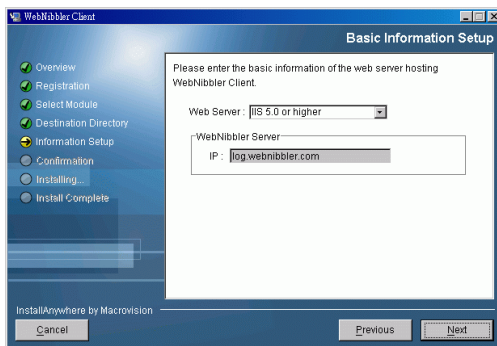 WebNibbler Client
Basic Information Setup
Overview
Registration
Select Module
Destination Directory
Information Setup
Confirmation
Installing...
Install Complete
Please enter the basic information of the web server hosting
WebNibbler Client.
Web Server : IIS 5.0 or higher
WebNibbler Server
IP : log.webnibbler.com
InstallAnywhere by Macrovision
Cancel
Previous
Next